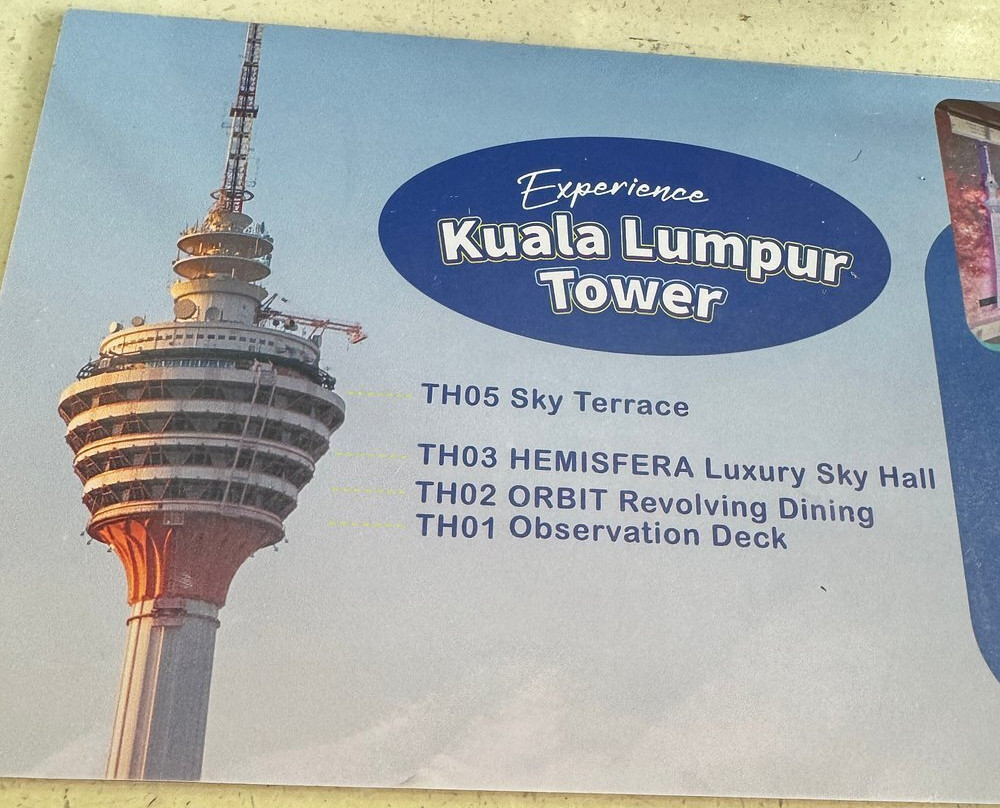 Experience
Kuala Lumpur
Tower
TH05 Sky Terrace
TH03 HEMISFERA Luxury Sky Hall
TH02 ORBIT Revolving Dining
TH01 Observation Deck